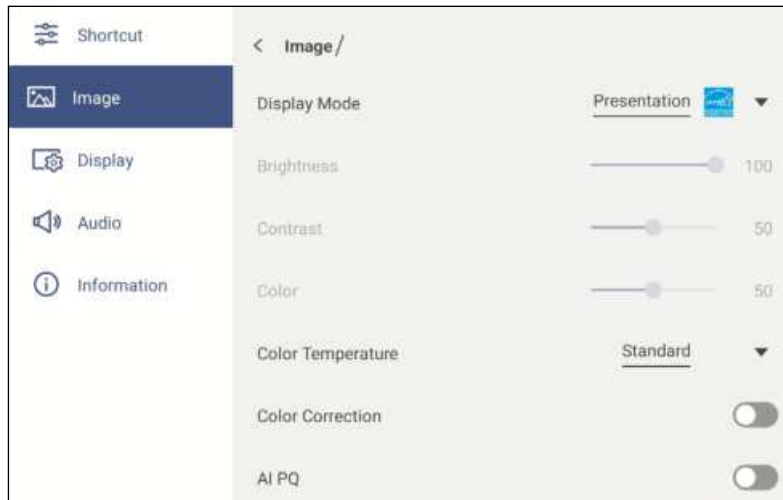 Shortcut
Image
Display
Audio
Information
< Image/
Display Mode Presentation
Brightness 100
Contrast 50
Color 50
Color Temperature Standard
Color Correction
AI PQ